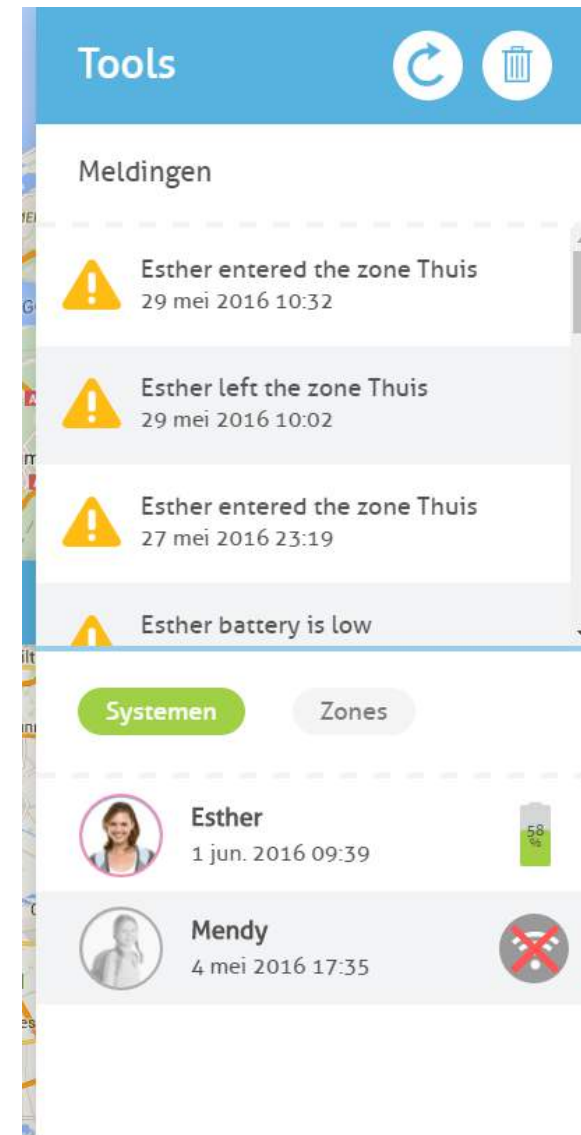 Tools
Meldingen
Esther entered the zone Thuis
29 mei 2016 10:32
Esther left the zone Thuis
29 mei 2016 10:02
Esther entered the zone Thuis
27 mei 2016 23:19
Esther battery is low
Systemen
Zones
Esther
1 jun. 2016 09:39
58
%
Mendy
4 mei 2016 17:35